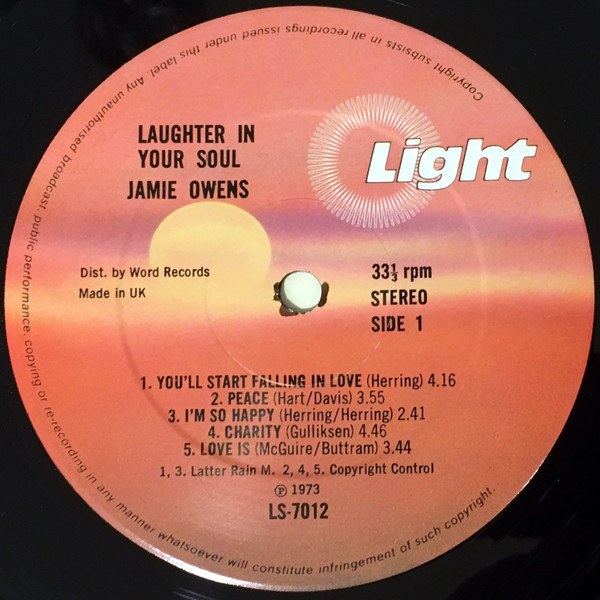 Copyright subsists in all recordings issued under this label. Any unauthorised broadcast, public performance, copying or re-recording in any manner whatsoever will constitute infringement of such copyright.
LAUGHTER IN
YOUR SOUL
JAMIE OWENS
Light
Dist. by Word Records
Made in UK
33⅓ rpm
STEREO
SIDE 1
1. YOU'LL START FALLING IN LOVE (Herring) 4.16
2. PEACE (Hart/Davis) 3.55
3. I'M SO HAPPY (Herring/Herring) 2.41
4. CHARITY (Gulliksen) 4.46
5. LOVE IS (McGuire/Buttram) 3.44
1, 3. Latter Rain M. 2, 4, 5. Copyright Control
℗ 1973
LS-7012